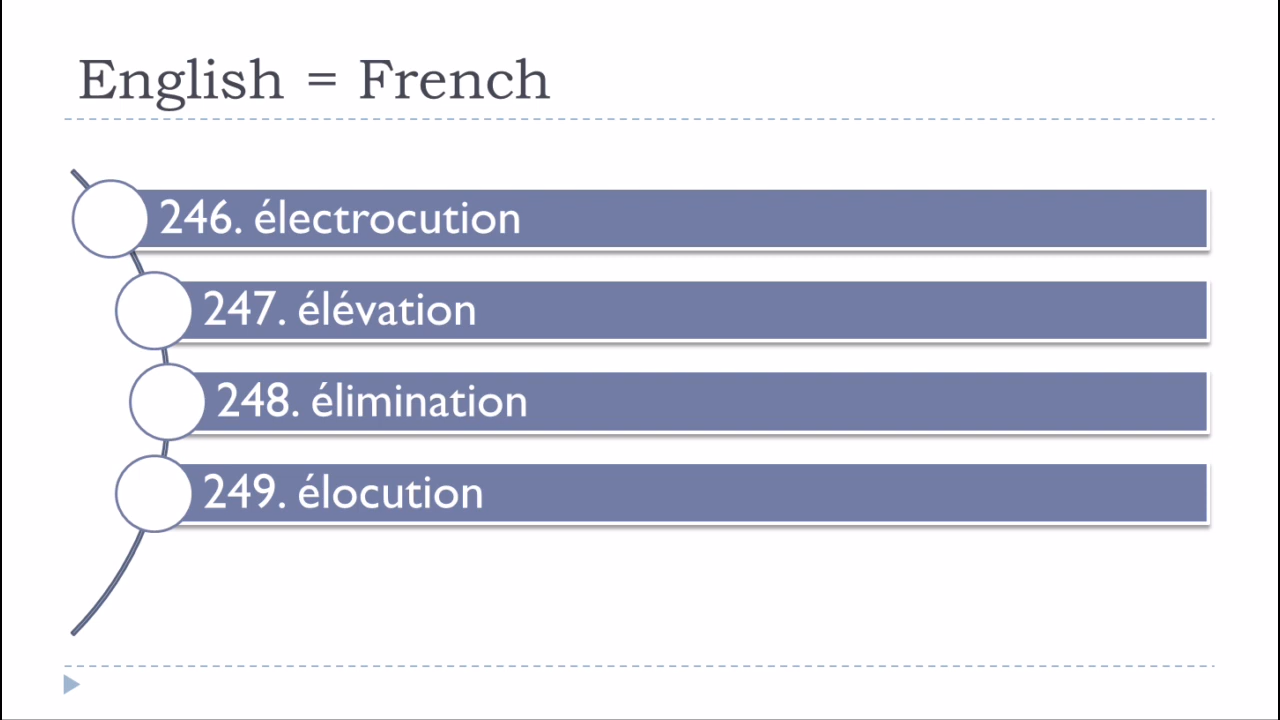 English = French
246. électrocution
247. élévation
248. élimination
249. élocution